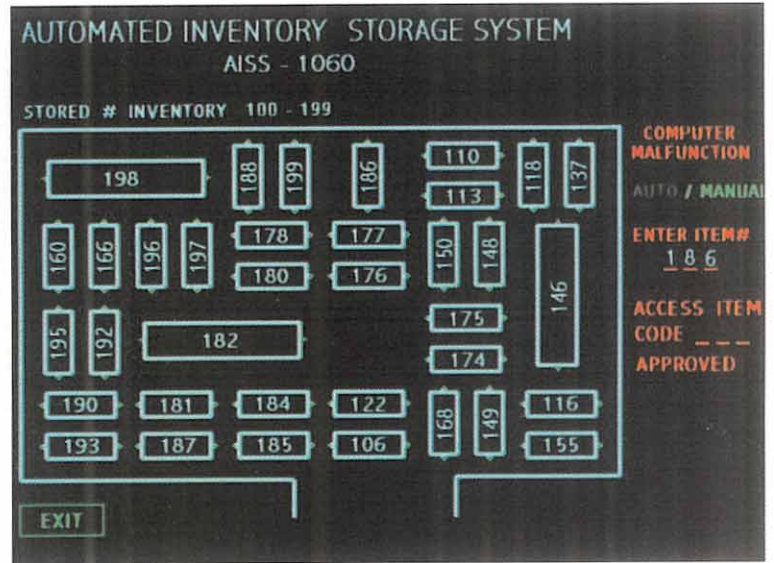 AUTOMATED INVENTORY STORAGE SYSTEM
AISS - 1060
STORED # INVENTORY 100 - 199
COMPUTER
MALFUNCTION
AUTO / MANUAL
ENTER ITEM#
1 8 6
ACCESS ITEM
CODE _ _ _
APPROVED
198 188 199 186 110 118 137
113
160 166 196 197 178 177 150 148 146
180 176
195 192 182 175
174
190 181 184 122 168 149 116
193 187 185 106 155
EXIT